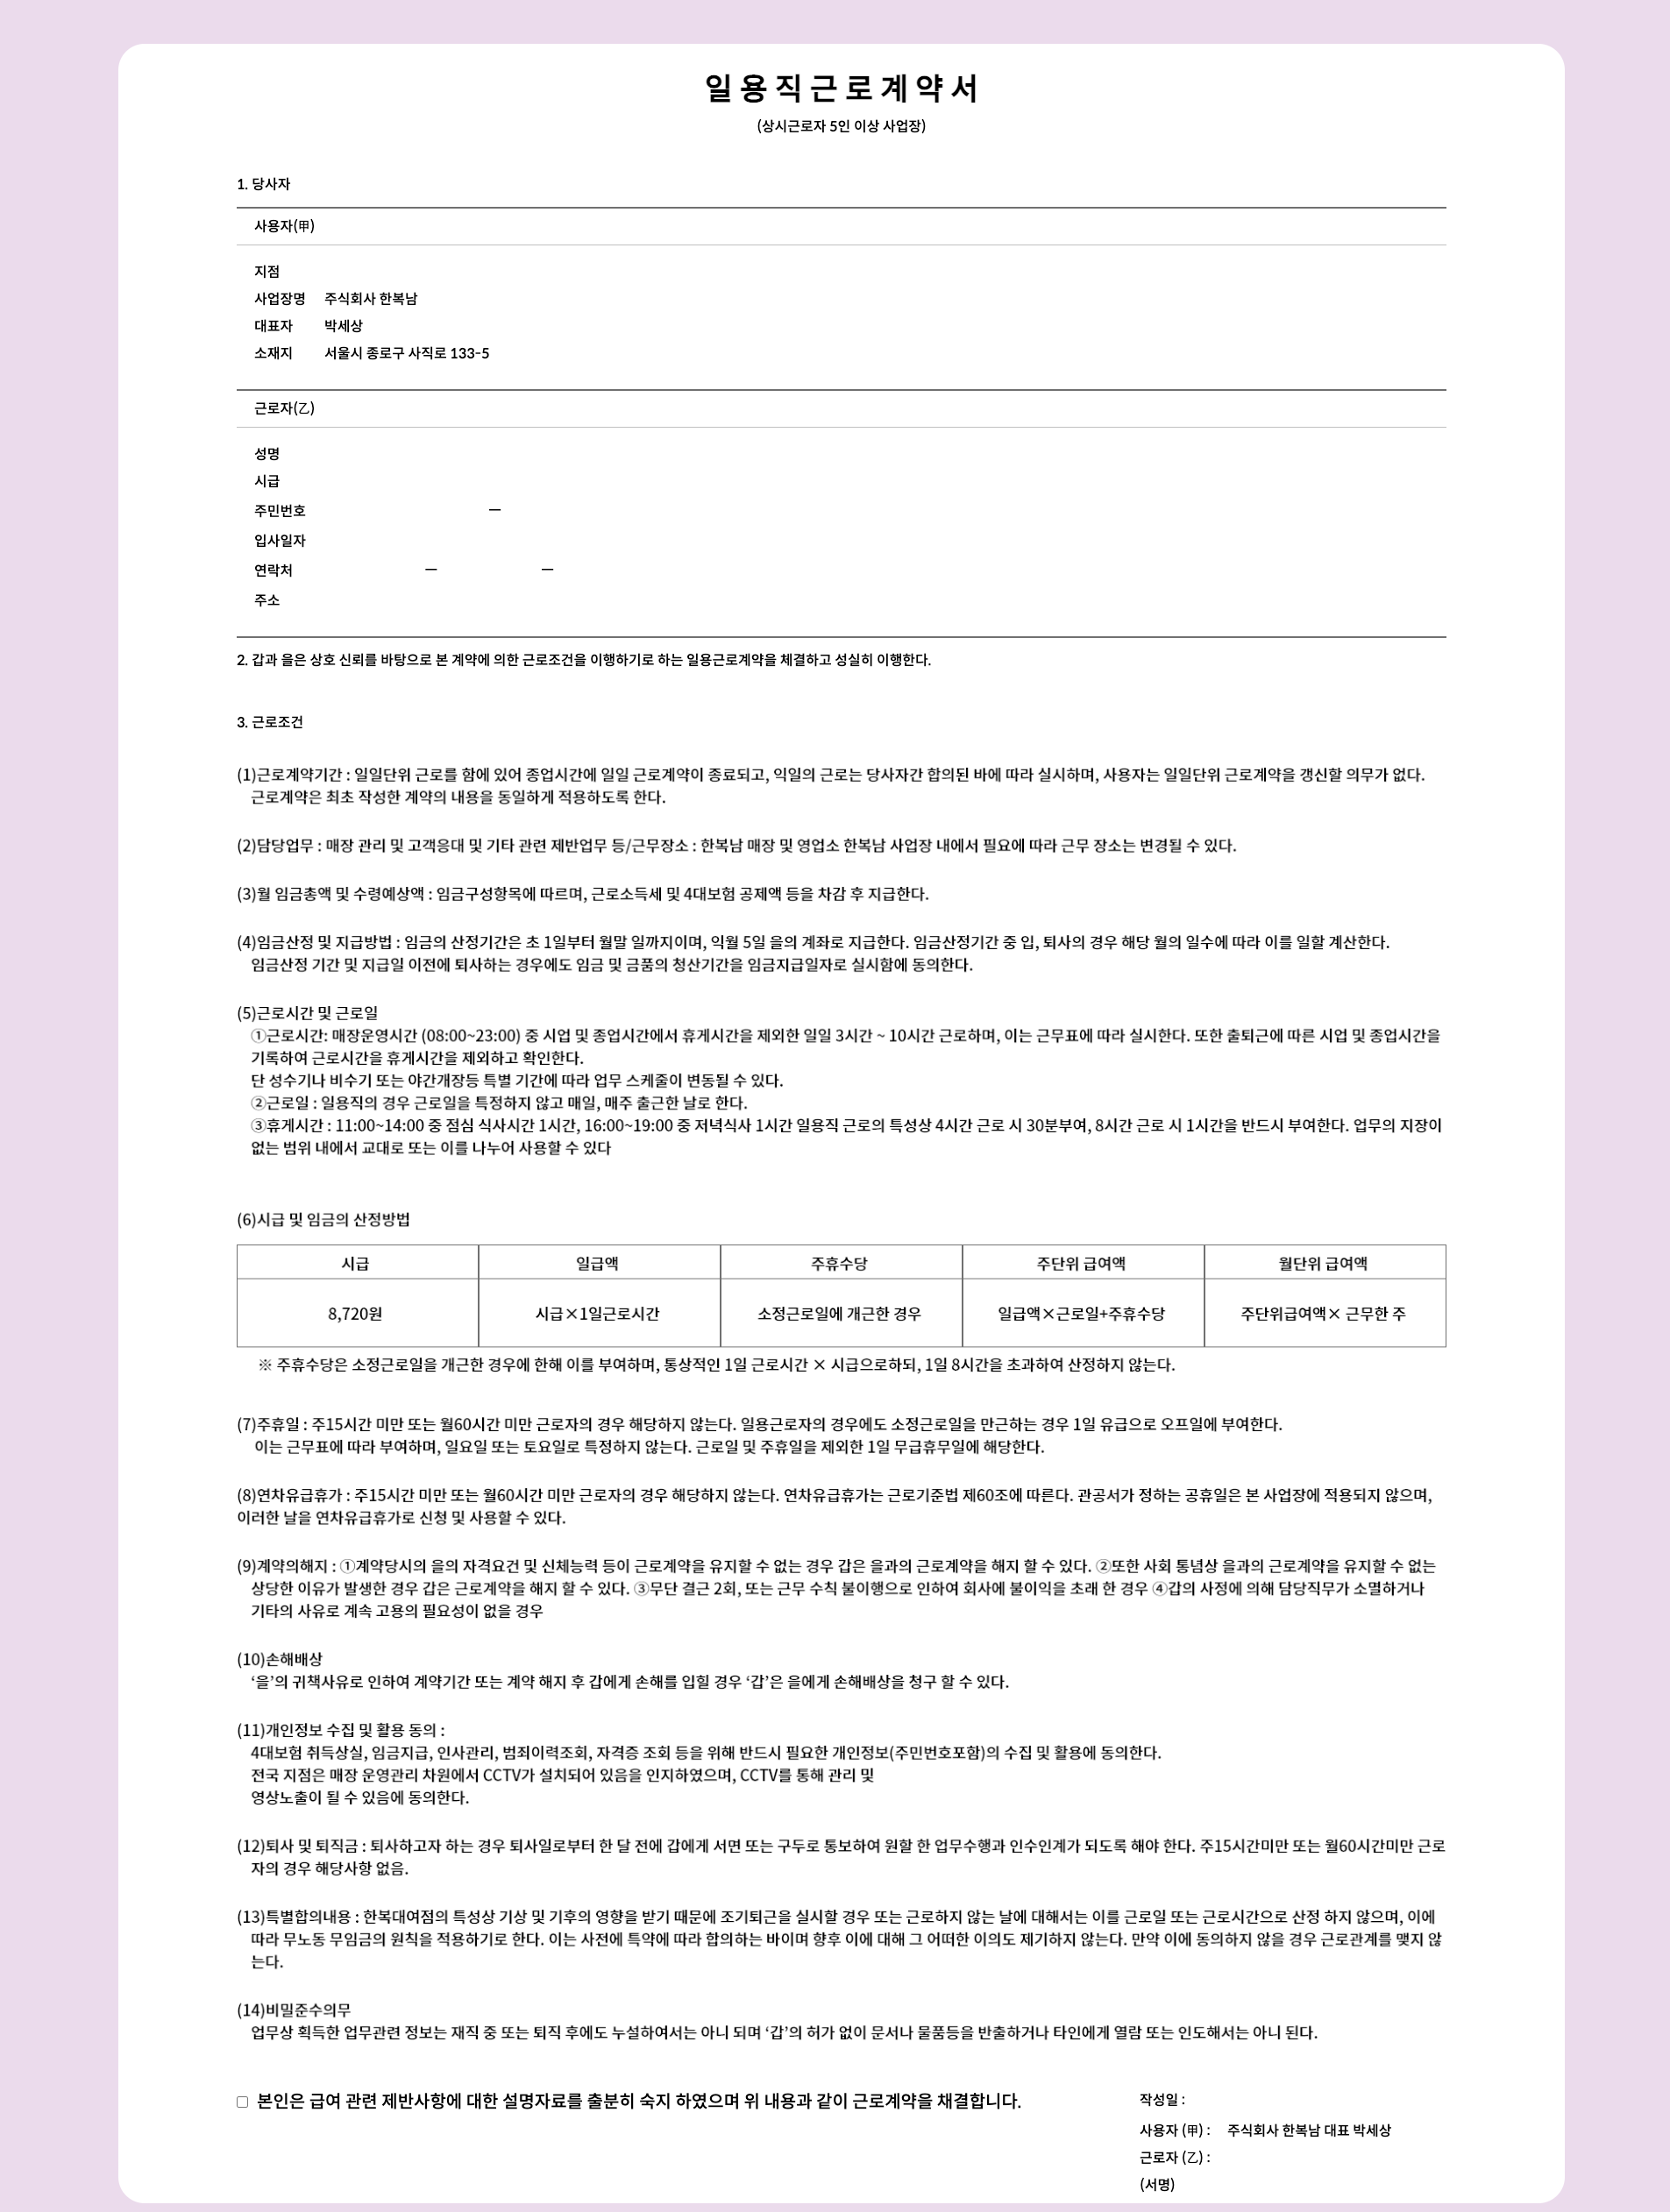 일용직근로계약서
(상시근로자 5인 이상 사업장)
1. 당사자
사용자(甲)
지점
사업장명 주식회사 한복남
대표자 박세상
소재지 서울시 종로구 사직로 133-5
근로자(乙)
성명
시급
주민번호 —
입사일자
연락처 — —
주소
2. 갑과 을은 상호 신뢰를 바탕으로 본 계약에 의한 근로조건을 이행하기로 하는 일용근로계약을 체결하고 성실히 이행한다.
3. 근로조건
(1)근로계약기간 : 일일단위 근로를 함에 있어 종업시간에 일일 근로계약이 종료되고, 익일의 근로는 당사자간 합의된 바에 따라 실시하며, 사용자는 일일단위 근로계약을 갱신할 의무가 없다.
근로계약은 최초 작성한 계약의 내용을 동일하게 적용하도록 한다.
(2)담당업무 : 매장 관리 및 고객응대 및 기타 관련 제반업무 등/근무장소 : 한복남 매장 및 영업소 한복남 사업장 내에서 필요에 따라 근무 장소는 변경될 수 있다.
(3)월 임금총액 및 수령예상액 : 임금구성항목에 따르며, 근로소득세 및 4대보험 공제액 등을 차감 후 지급한다.
(4)임금산정 및 지급방법 : 임금의 산정기간은 초 1일부터 월말 일까지이며, 익월 5일 을의 계좌로 지급한다. 임금산정기간 중 입, 퇴사의 경우 해당 월의 일수에 따라 이를 일할 계산한다.
임금산정 기간 및 지급일 이전에 퇴사하는 경우에도 임금 및 금품의 청산기간을 임금지급일자로 실시함에 동의한다.
(5)근로시간 및 근로일
①근로시간: 매장운영시간 (08:00~23:00) 중 시업 및 종업시간에서 휴게시간을 제외한 일일 3시간 ~ 10시간 근로하며, 이는 근무표에 따라 실시한다. 또한 출퇴근에 따른 시업 및 종업시간을
기록하여 근로시간을 휴게시간을 제외하고 확인한다.
단 성수기나 비수기 또는 야간개장등 특별 기간에 따라 업무 스케줄이 변동될 수 있다.
②근로일 : 일용직의 경우 근로일을 특정하지 않고 매일, 매주 출근한 날로 한다.
③휴게시간 : 11:00~14:00 중 점심 식사시간 1시간, 16:00~19:00 중 저녁식사 1시간 일용직 근로의 특성상 4시간 근로 시 30분부여, 8시간 근로 시 1시간을 반드시 부여한다. 업무의 지장이
없는 범위 내에서 교대로 또는 이를 나누어 사용할 수 있다
(6)시급 및 임금의 산정방법
시급 일급액 주휴수당 주단위 급여액 월단위 급여액
8,720원 시급×1일근로시간 소정근로일에 개근한 경우 일급액×근로일+주휴수당 주단위급여액× 근무한 주
※ 주휴수당은 소정근로일을 개근한 경우에 한해 이를 부여하며, 통상적인 1일 근로시간 × 시급으로하되, 1일 8시간을 초과하여 산정하지 않는다.
(7)주휴일 : 주15시간 미만 또는 월60시간 미만 근로자의 경우 해당하지 않는다. 일용근로자의 경우에도 소정근로일을 만근하는 경우 1일 유급으로 오프일에 부여한다.
이는 근무표에 따라 부여하며, 일요일 또는 토요일로 특정하지 않는다. 근로일 및 주휴일을 제외한 1일 무급휴무일에 해당한다.
(8)연차유급휴가 : 주15시간 미만 또는 월60시간 미만 근로자의 경우 해당하지 않는다. 연차유급휴가는 근로기준법 제60조에 따른다. 관공서가 정하는 공휴일은 본 사업장에 적용되지 않으며,
이러한 날을 연차유급휴가로 신청 및 사용할 수 있다.
(9)계약의해지 : ①계약당시의 을의 자격요건 및 신체능력 등이 근로계약을 유지할 수 없는 경우 갑은 을과의 근로계약을 해지 할 수 있다. ②또한 사회 통념상 을과의 근로계약을 유지할 수 없는
상당한 이유가 발생한 경우 갑은 근로계약을 해지 할 수 있다. ③무단 결근 2회, 또는 근무 수칙 불이행으로 인하여 회사에 불이익을 초래 한 경우 ④갑의 사정에 의해 담당직무가 소멸하거나
기타의 사유로 계속 고용의 필요성이 없을 경우
(10)손해배상
‘을’의 귀책사유로 인하여 계약기간 또는 계약 해지 후 갑에게 손해를 입힐 경우 ‘갑’은 을에게 손해배상을 청구 할 수 있다.
(11)개인정보 수집 및 활용 동의 :
4대보험 취득상실, 임금지급, 인사관리, 범죄이력조회, 자격증 조회 등을 위해 반드시 필요한 개인정보(주민번호포함)의 수집 및 활용에 동의한다.
전국 지점은 매장 운영관리 차원에서 CCTV가 설치되어 있음을 인지하였으며, CCTV를 통해 관리 및
영상노출이 될 수 있음에 동의한다.
(12)퇴사 및 퇴직금 : 퇴사하고자 하는 경우 퇴사일로부터 한 달 전에 갑에게 서면 또는 구두로 통보하여 원할 한 업무수행과 인수인계가 되도록 해야 한다. 주15시간미만 또는 월60시간미만 근로
자의 경우 해당사항 없음.
(13)특별합의내용 : 한복대여점의 특성상 기상 및 기후의 영향을 받기 때문에 조기퇴근을 실시할 경우 또는 근로하지 않는 날에 대해서는 이를 근로일 또는 근로시간으로 산정 하지 않으며, 이에
따라 무노동 무임금의 원칙을 적용하기로 한다. 이는 사전에 특약에 따라 합의하는 바이며 향후 이에 대해 그 어떠한 이의도 제기하지 않는다. 만약 이에 동의하지 않을 경우 근로관계를 맺지 않
는다.
(14)비밀준수의무
업무상 획득한 업무관련 정보는 재직 중 또는 퇴직 후에도 누설하여서는 아니 되며 ‘갑’의 허가 없이 문서나 물품등을 반출하거나 타인에게 열람 또는 인도해서는 아니 된다.
본인은 급여 관련 제반사항에 대한 설명자료를 출분히 숙지 하였으며 위 내용과 같이 근로계약을 채결합니다.
작성일 :
사용자 (甲) : 주식회사 한복남 대표 박세상
근로자 (乙) :
(서명)